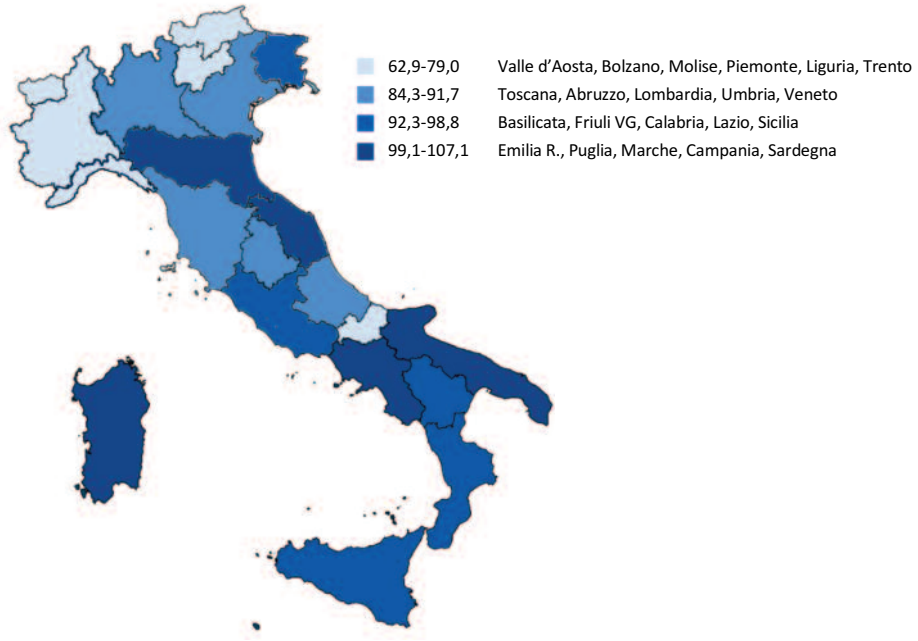 62,9-79,0 Valle d’Aosta, Bolzano, Molise, Piemonte, Liguria, Trento
84,3-91,7 Toscana, Abruzzo, Lombardia, Umbria, Veneto
92,3-98,8 Basilicata, Friuli VG, Calabria, Lazio, Sicilia
99,1-107,1 Emilia R., Puglia, Marche, Campania, Sardegna